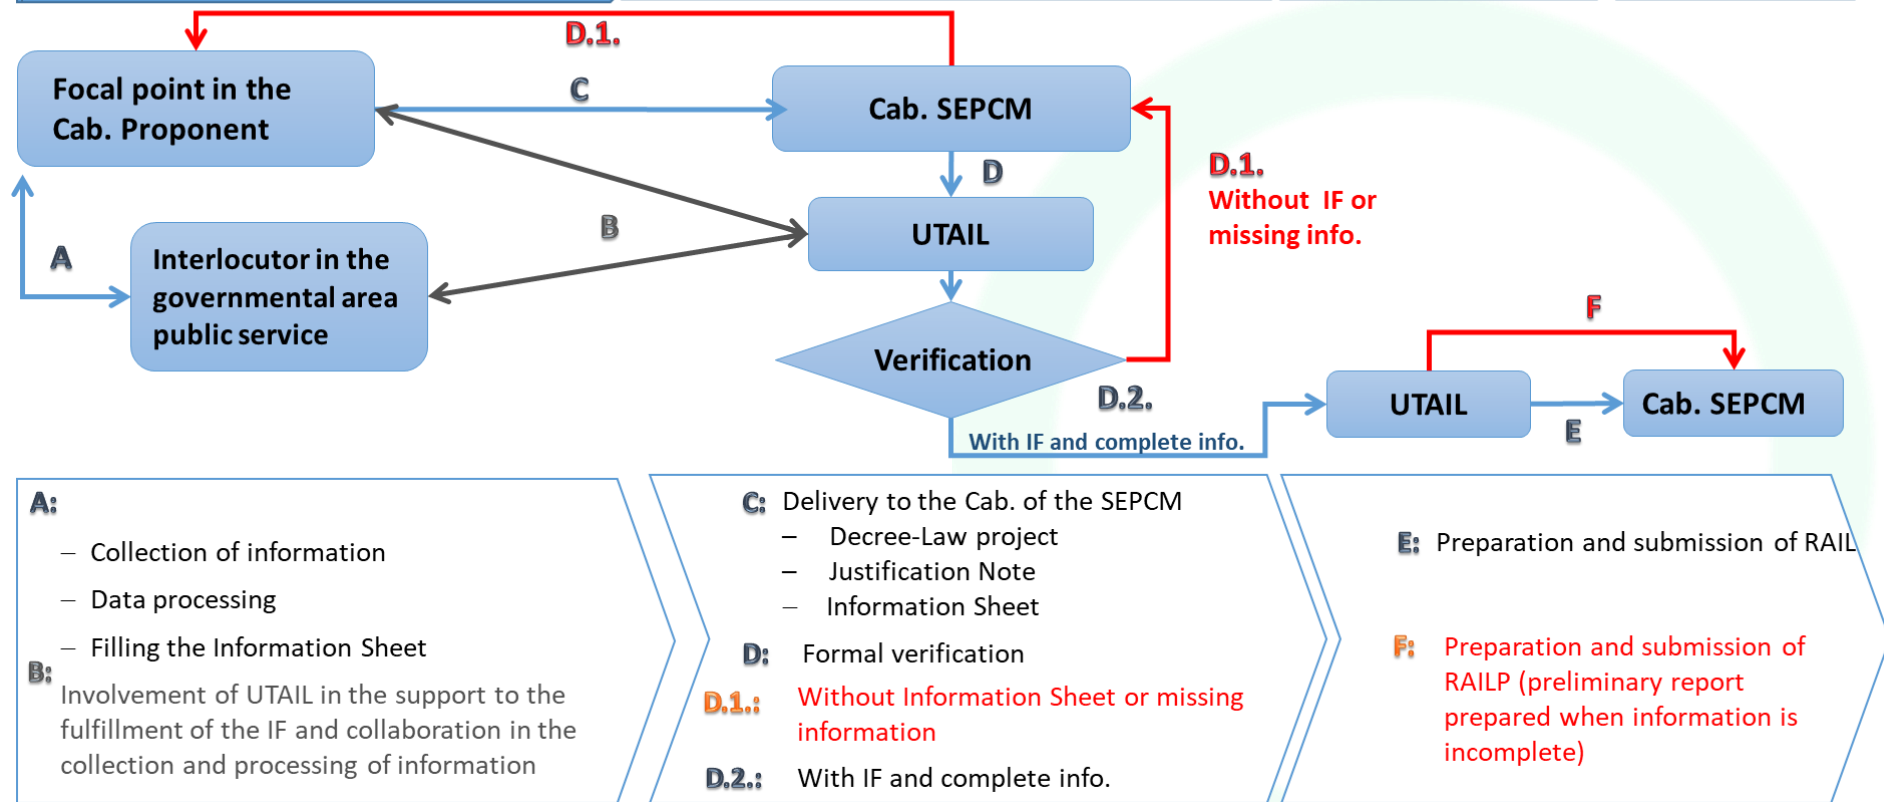 D.1.
Focal point in the
Cab. Proponent
C
Cab. SEPCM
D
D.1.
Without IF or
missing info.
B
UTAIL
A
Interlocutor in the
governmental area
public service
Verification
F
D.2.
With IF and complete info.
UTAIL
E
Cab. SEPCM
A:
– Collection of information
– Data processing
– Filling the Information Sheet
B:
Involvement of UTAIL in the support to the
fulfillment of the IF and collaboration in the
collection and processing of information
C: Delivery to the Cab. of the SEPCM
– Decree-Law project
– Justification Note
– Information Sheet
D: Formal verification
D.1.: Without Information Sheet or missing
information
D.2.: With IF and complete info.
E: Preparation and submission of RAIL
F: Preparation and submission of
RAILP (preliminary report
prepared when information is
incomplete)